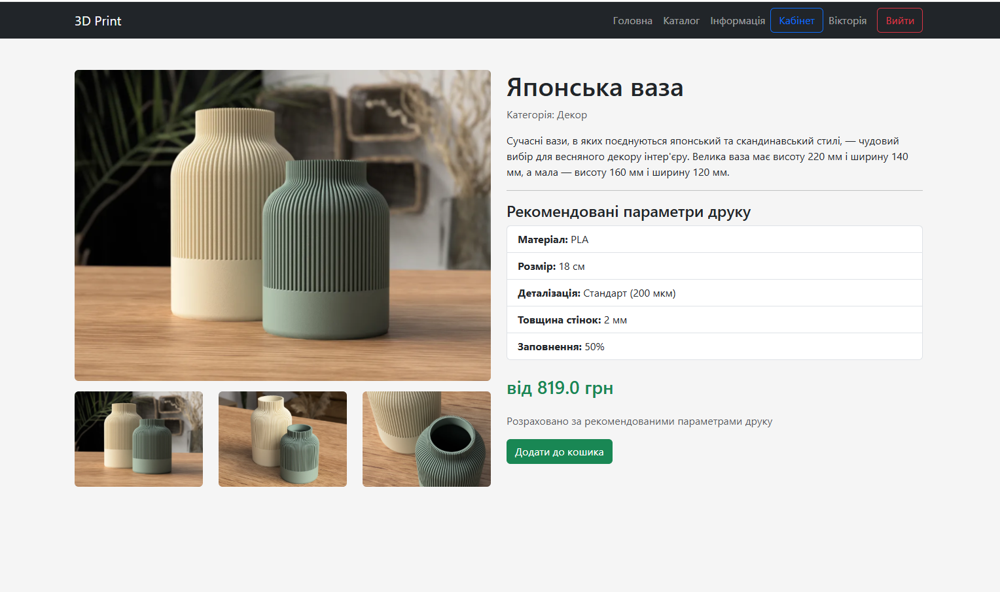 3D Print
Головна Каталог Інформація Кабінет Вікторія Вийти
Японська ваза
Категорія: Декор
Сучасні вази, в яких поєднуються японський та скандинавський стилі, — чудовий
вибір для весняного декору інтер'єру. Велика ваза має висоту 220 мм і ширину 140
мм, а мала — висоту 160 мм і ширину 120 мм.
Рекомендовані параметри друку
Матеріал: PLA
Розмір: 18 см
Деталізація: Стандарт (200 мкм)
Товщина стінок: 2 мм
Заповнення: 50%
від 819.0 грн
Розраховано за рекомендованими параметрами друку
Додати до кошика